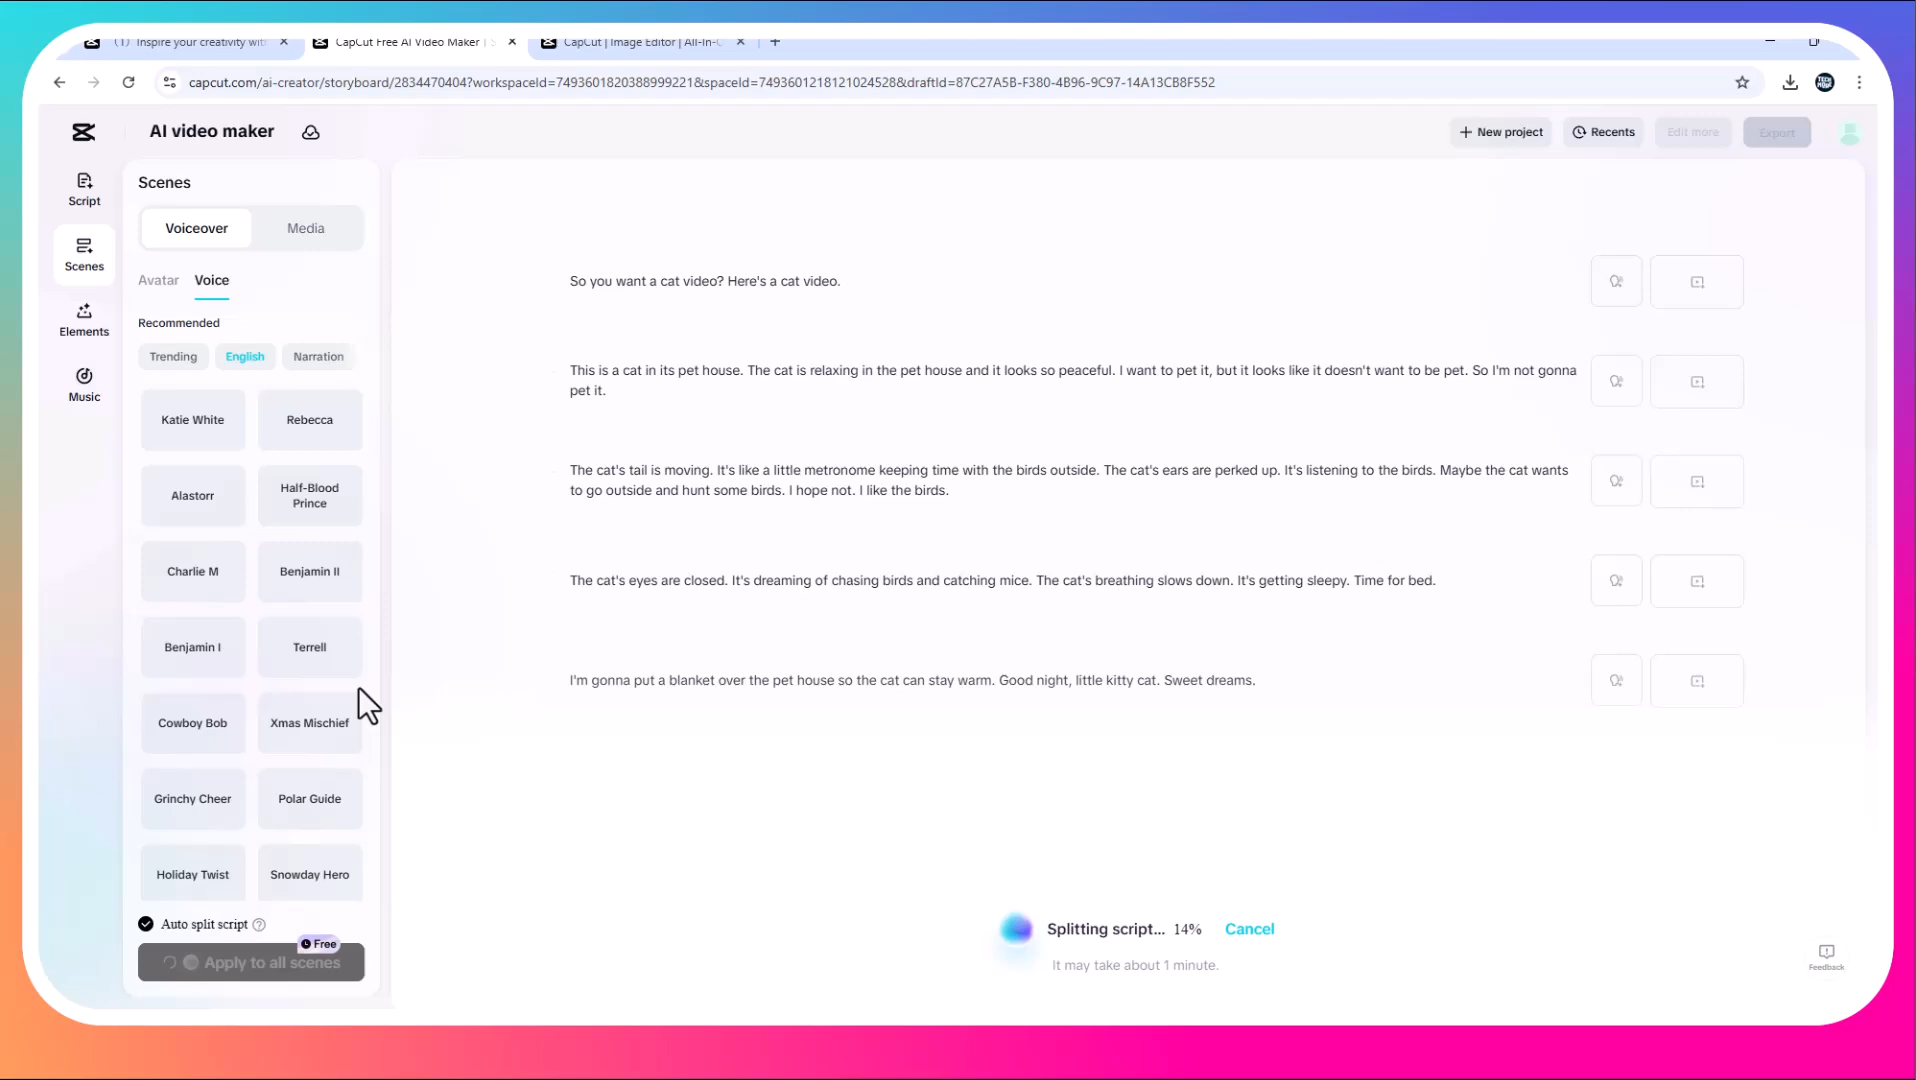 (1) Inspire your creativity with
CapCut Free AI Video Maker | S
CapCut | Image Editor | All-In-O
capcut.com/ai-creator/storyboard/2834470404?workspaceId=7493601820388999221&spaceId=7493601218121024528&draftId=87C27A5B-F380-4B96-9C97-14A13CB8F552
AI video maker
New project
Recents
Edit more
Export
Script
Scenes
Elements
Music
Scenes
Voiceover
Media
Avatar
Voice
Recommended
Trending
English
Narration
Katie White
Rebecca
Alastorr
Half-Blood
Prince
Charlie M
Benjamin II
Benjamin I
Terrell
Cowboy Bob
Xmas Mischief
Grinchy Cheer
Polar Guide
Holiday Twist
Snowday Hero
Auto split script
Free
Apply to all scenes
So you want a cat video? Here's a cat video.
This is a cat in its pet house. The cat is relaxing in the pet house and it looks so peaceful. I want to pet it, but it looks like it doesn't want to be pet. So I'm not gonna
pet it.
The cat's tail is moving. It's like a little metronome keeping time with the birds outside. The cat's ears are perked up. It's listening to the birds. Maybe the cat wants
to go outside and hunt some birds. I hope not. I like the birds.
The cat's eyes are closed. It's dreaming of chasing birds and catching mice. The cat's breathing slows down. It's getting sleepy. Time for bed.
I'm gonna put a blanket over the pet house so the cat can stay warm. Good night, little kitty cat. Sweet dreams.
Splitting script... 14%
Cancel
It may take about 1 minute.
Feedback